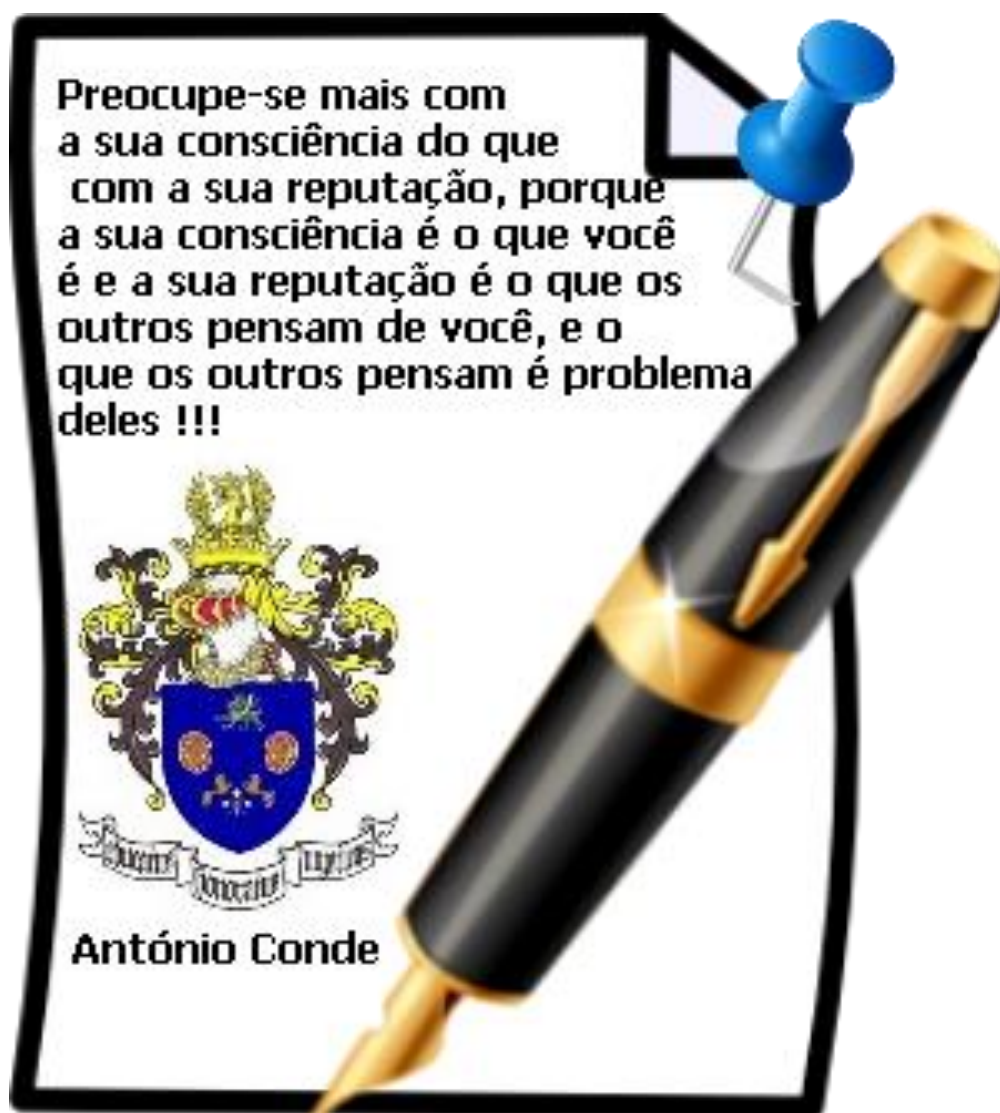 Preocupe-se mais com
a sua consciência do que
com a sua reputação, porque
a sua consciência é o que você
é e a sua reputação é o que os
outros pensam de você, e o
que os outros pensam é problema
deles !!!
António Conde